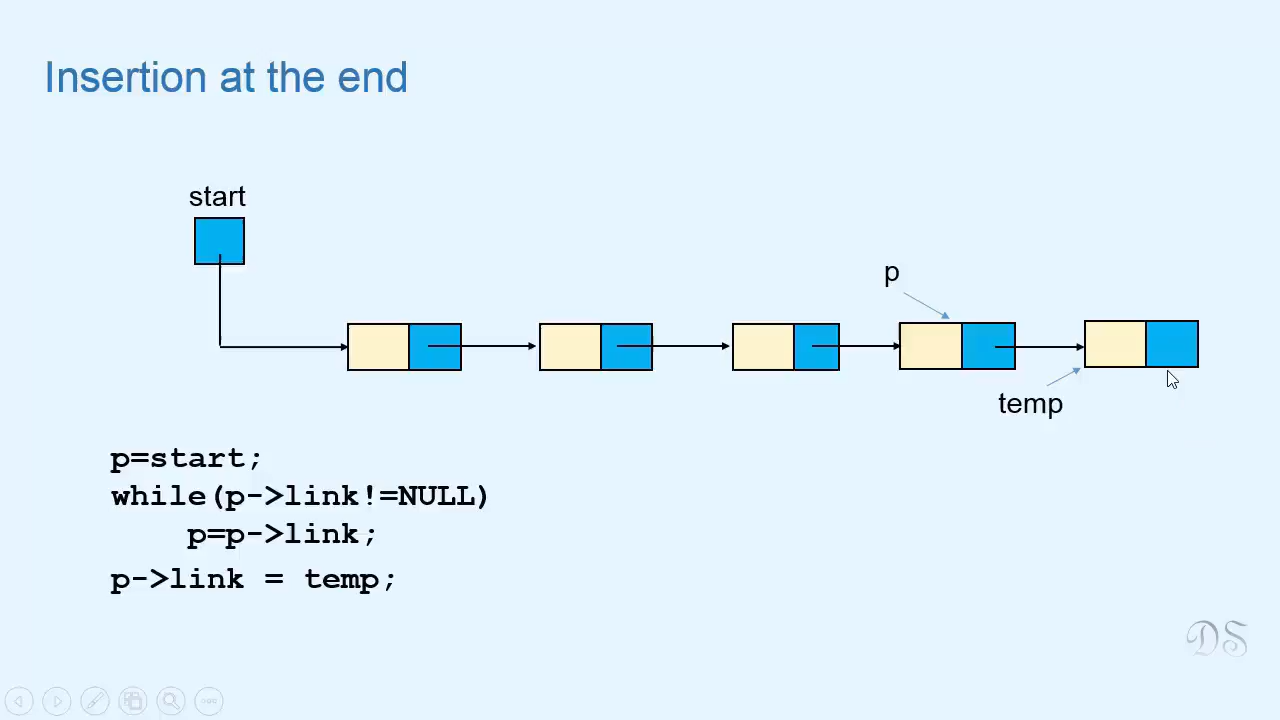 Insertion at the end
start
p
temp
p=start;
while(p->link!=NULL)
p=p->link;
p->link = temp;
DS